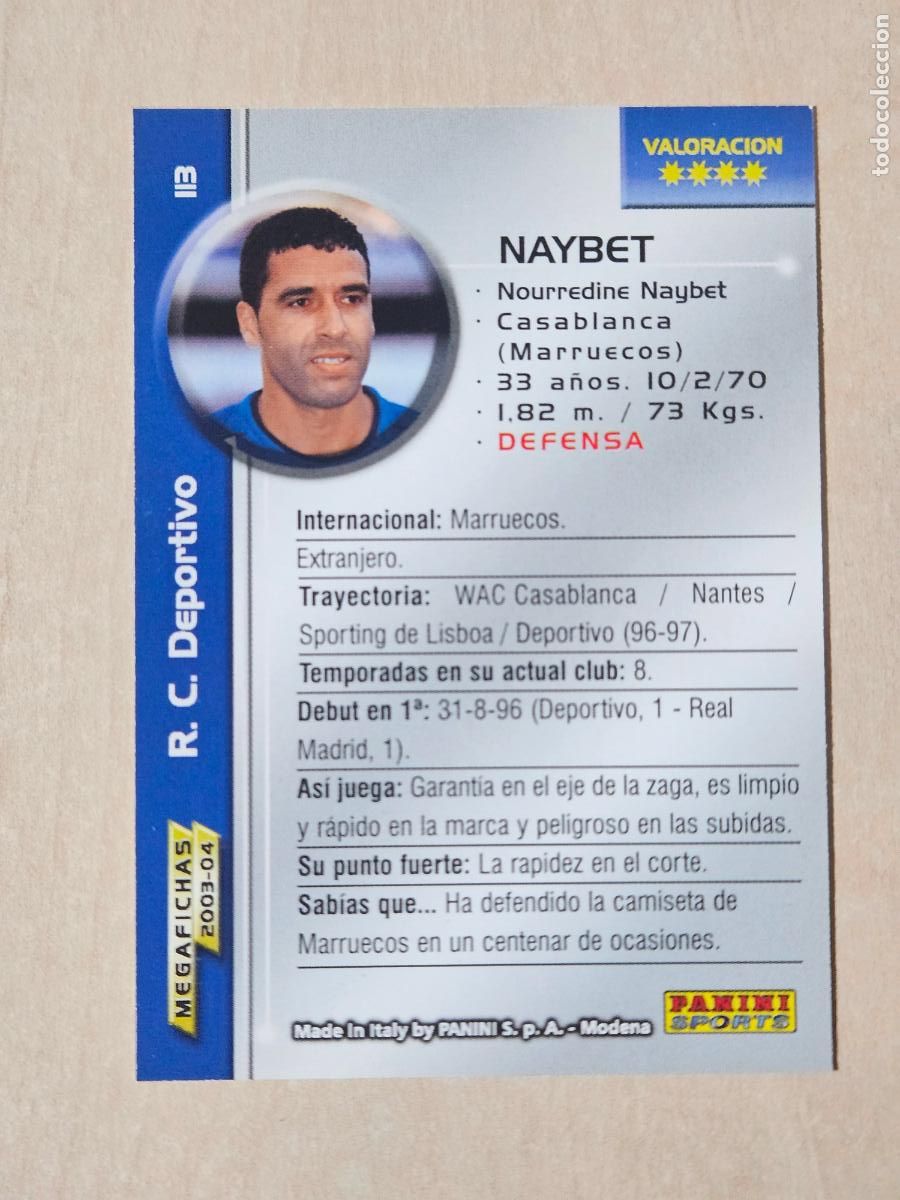 todocoleccion
VALORACION
113
NAYBET
· Nourredine Naybet
· Casablanca
(Marruecos)
· 33 años. 10/2/70
· 1,82 m. / 73 Kgs.
· DEFENSA
R. C. Deportivo
Internacional: Marruecos.
Extranjero.
Trayectoria: WAC Casablanca / Nantes /
Sporting de Lisboa / Deportivo (96-97).
Temporadas en su actual club: 8.
Debut en 1ª: 31-8-96 (Deportivo, 1 - Real
Madrid, 1).
Así juega: Garantía en el eje de la zaga, es limpio
y rápido en la marca y peligroso en las subidas.
Su punto fuerte: La rapidez en el corte.
Sabías que... Ha defendido la camiseta de
Marruecos en un centenar de ocasiones.
MEGAFICHAS
2003-04
Made in Italy by PANINI S. p. A. - Modena
PANINI
SPORTS